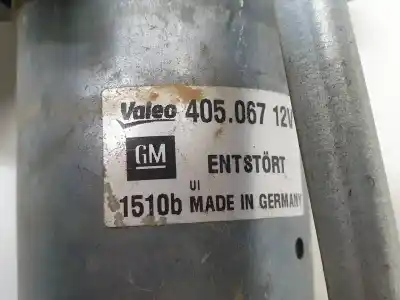 Valeo 405.067 12V
GM ENTSTÖRT
UI
1510b MADE IN GERMANY